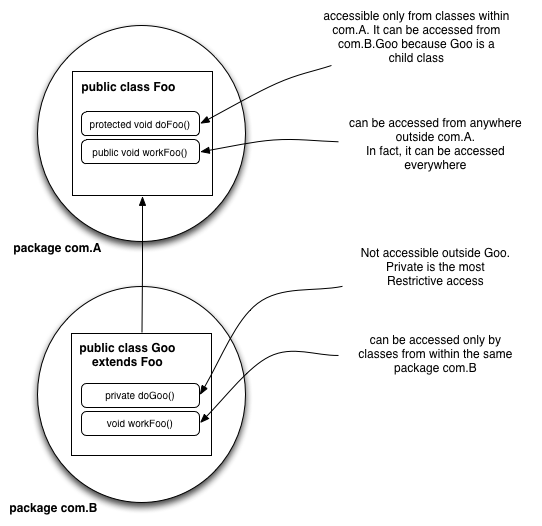 accessible only from classes within
com.A. It can be accessed from
com.B.Goo because Goo is a
child class
public class Foo
protected void doFoo()
public void workFoo()
can be accessed from anywhere
outside com.A.
In fact, it can be accessed
everywhere
package com.A
Not accessible outside Goo.
Private is the most
Restrictive access
public class Goo
extends Foo
private doGoo()
void workFoo()
can be accessed only by
classes from within the same
package com.B
package com.B